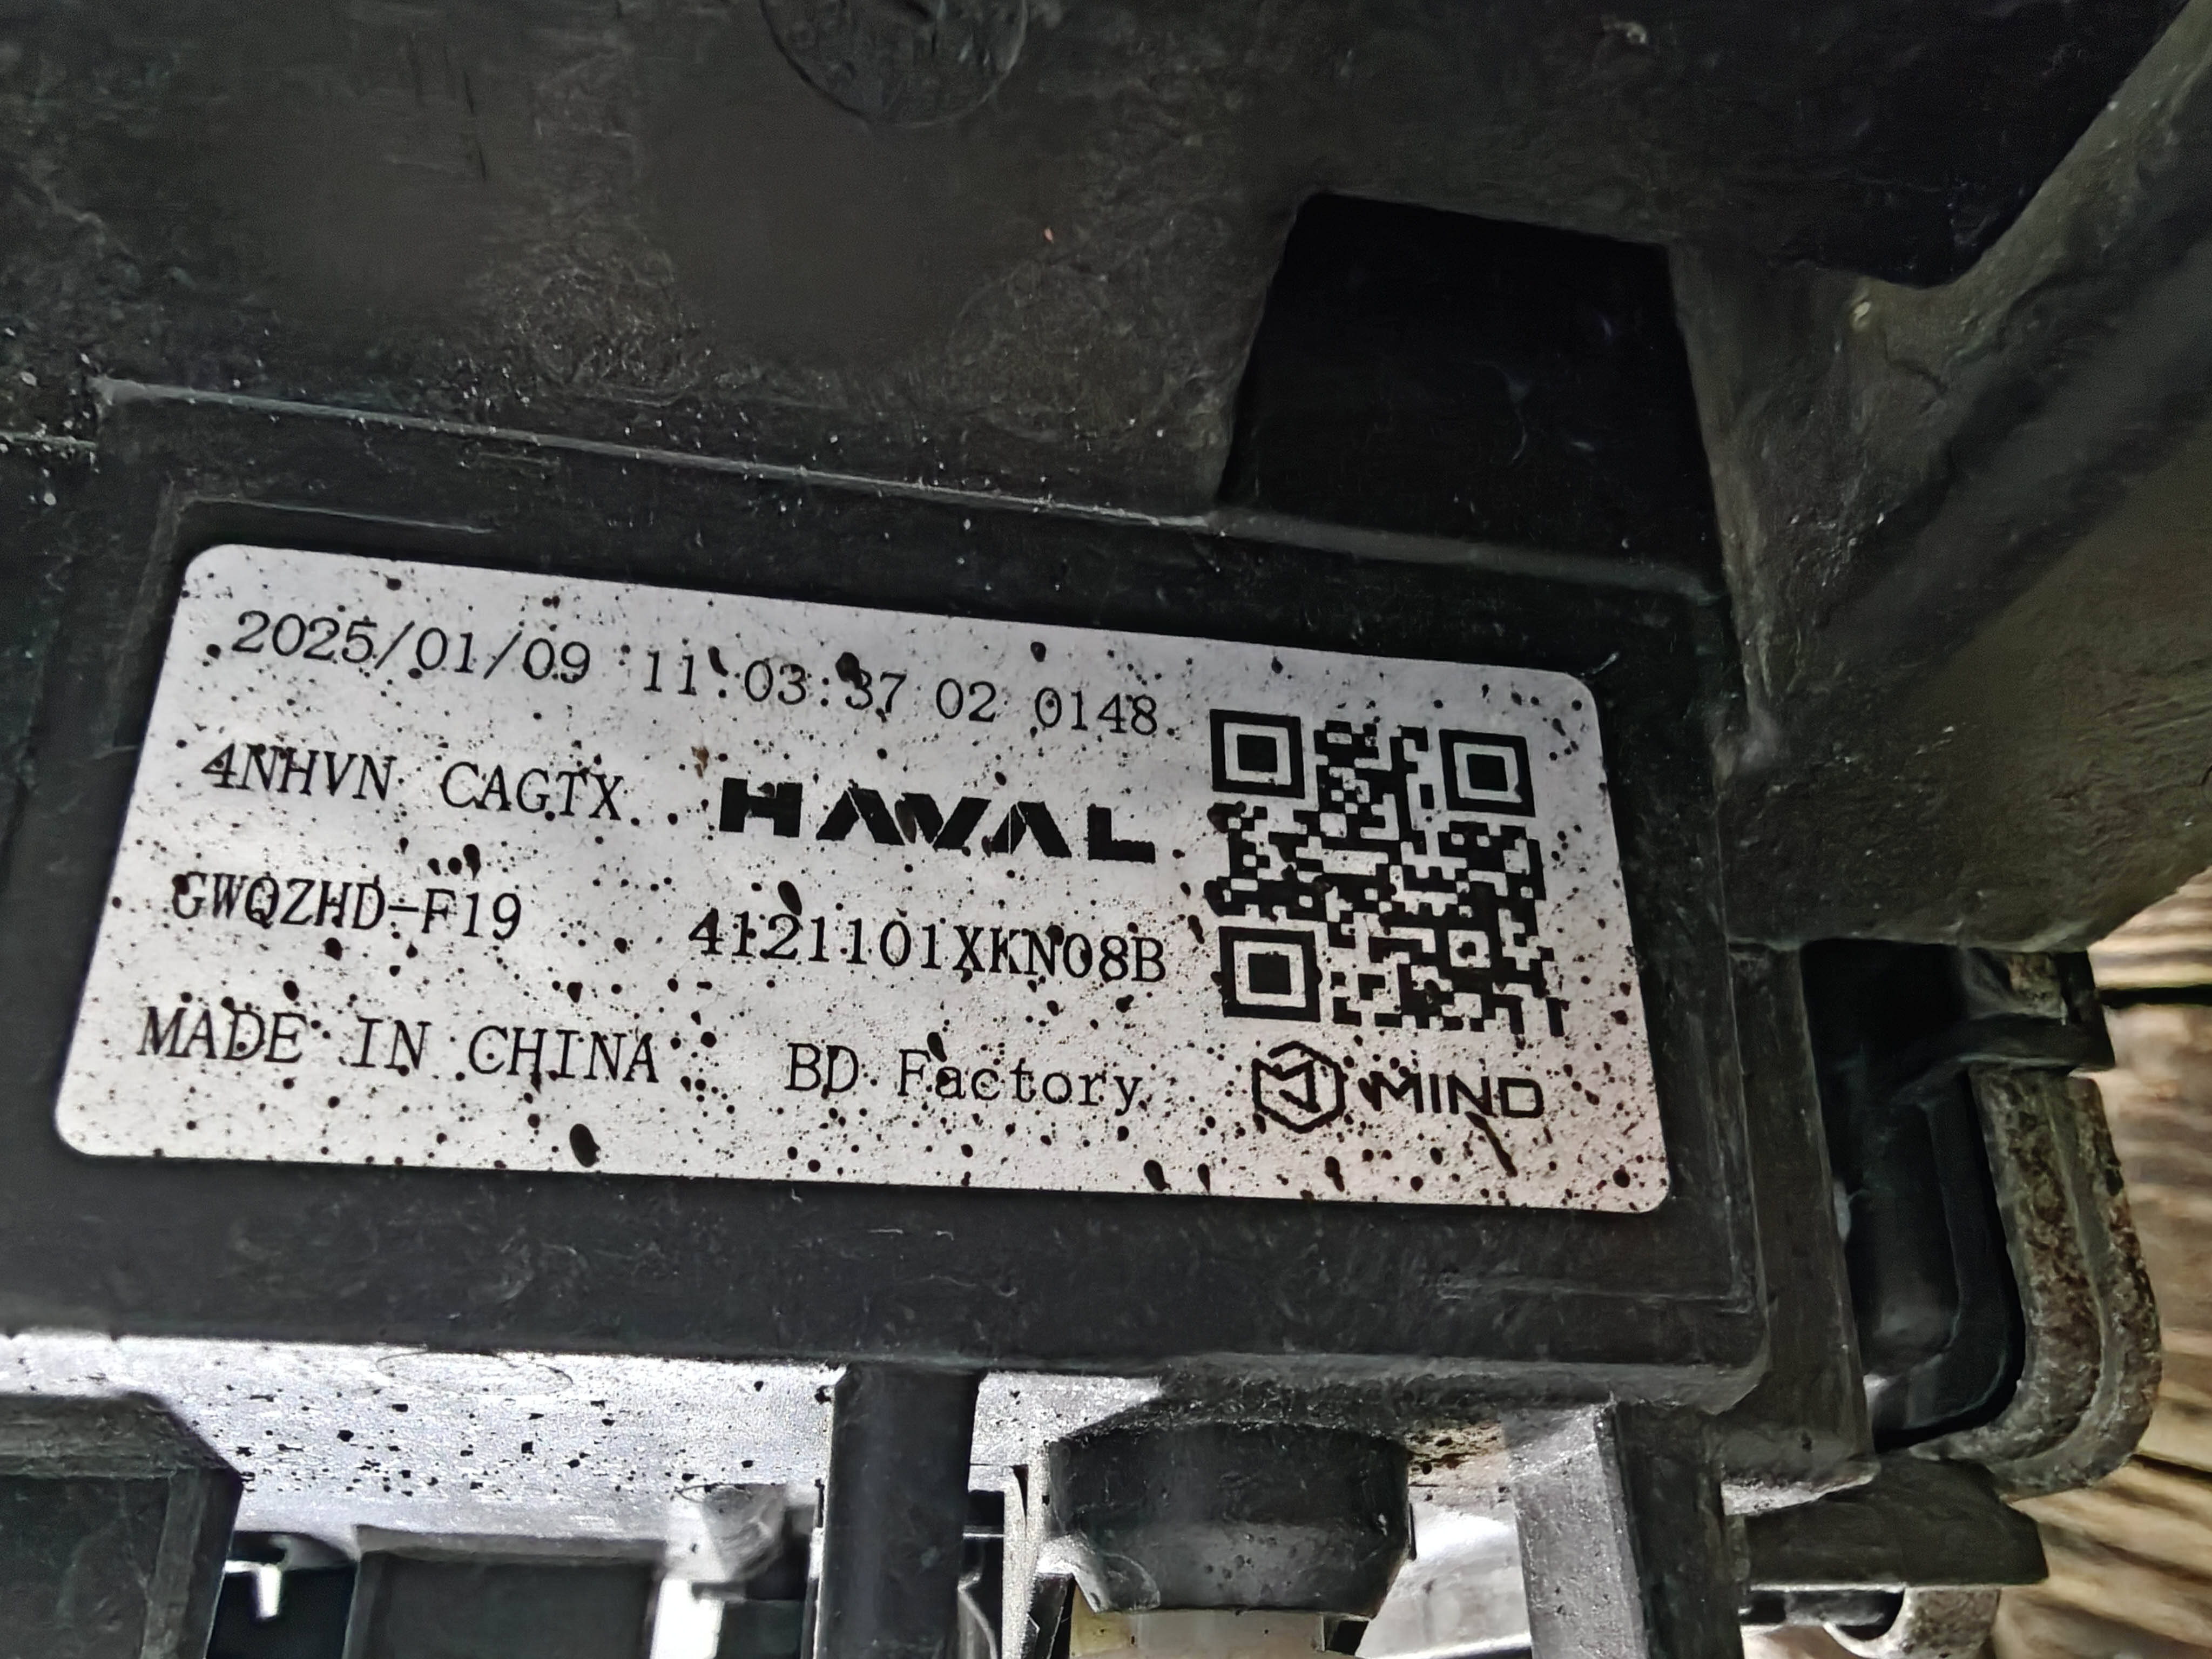 2025/01/09 11:03:37 02 0148
4NHVN CAGTX HAVAL
GWQZHD-F19 4121101XKN08B
MADE IN CHINA BD Factory MIND